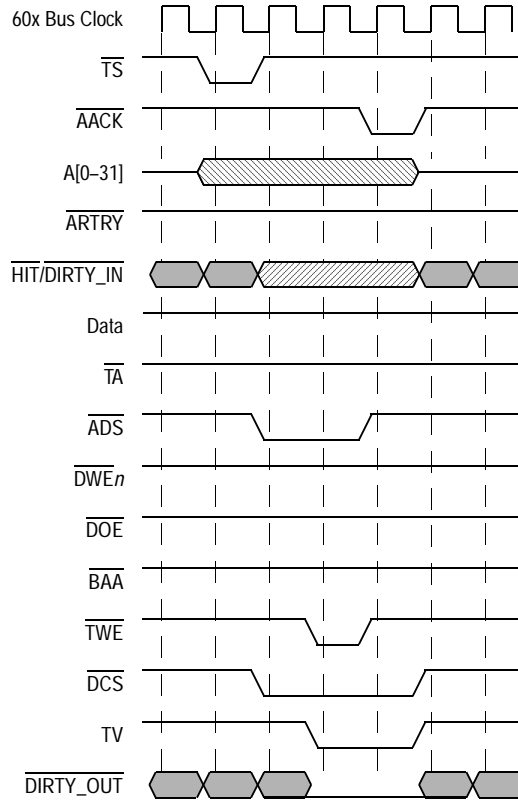 60x Bus Clock
TS
AACK
A[0–31]
ARTRY
HIT/DIRTY_IN
Data
TA
ADS
DWEn
DOE
BAA
TWE
DCS
TV
DIRTY_OUT